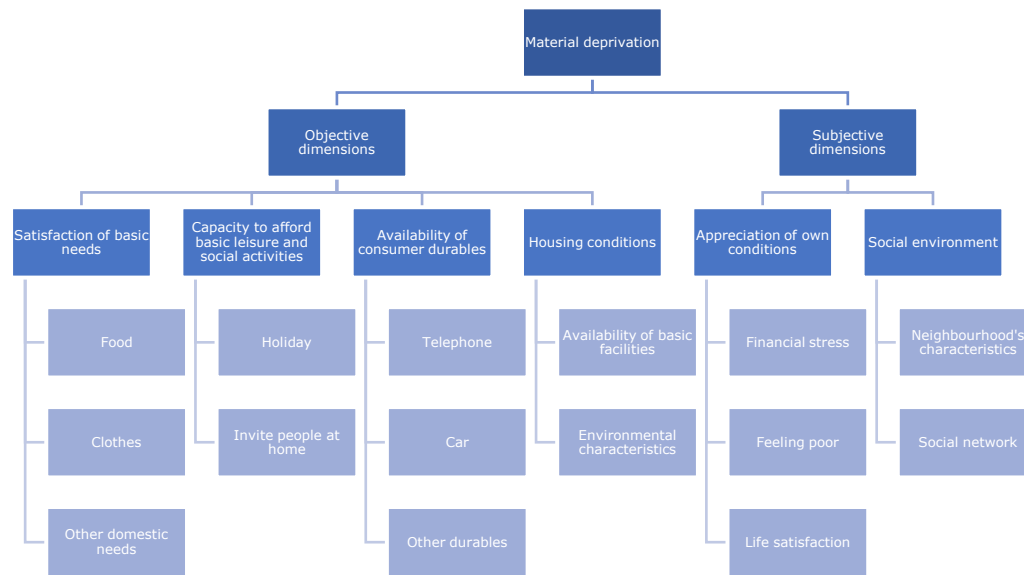 Material deprivation
Objective
dimensions
Subjective
dimensions
Satisfaction of basic
needs
Capacity to afford
basic leisure and
social activities
Availability of
consumer durables
Housing conditions
Appreciation of own
conditions
Social environment
Food
Holiday
Telephone
Availability of basic
facilities
Financial stress
Neighbourhood's
characteristics
Clothes
Invite people at
home
Car
Environmental
characteristics
Feeling poor
Social network
Other domestic
needs
Other durables
Life satisfaction